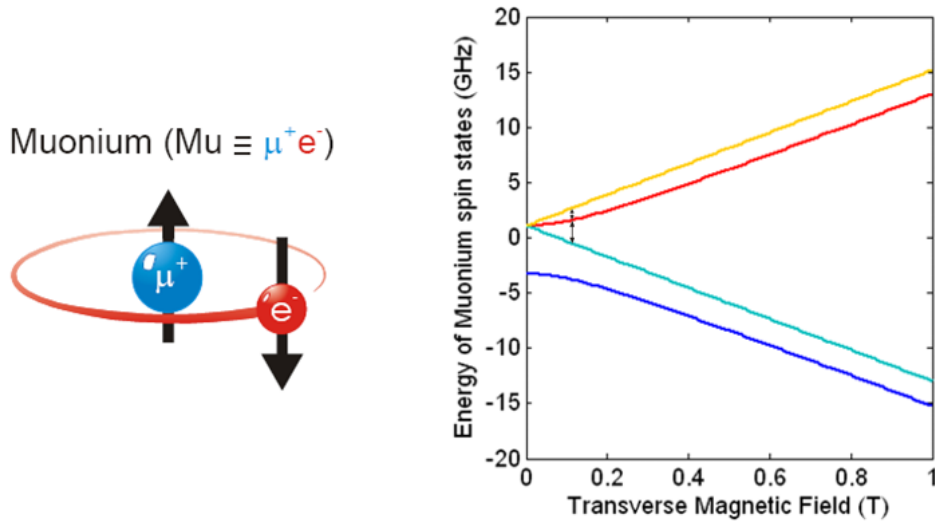 Muonium (Mu ≡ μ⁺e⁻)
μ⁺
e⁻
Energy of Muonium spin states (GHz)
20
15
10
5
0
-5
-10
-15
-20
0 0.2 0.4 0.6 0.8 1
Transverse Magnetic Field (T)